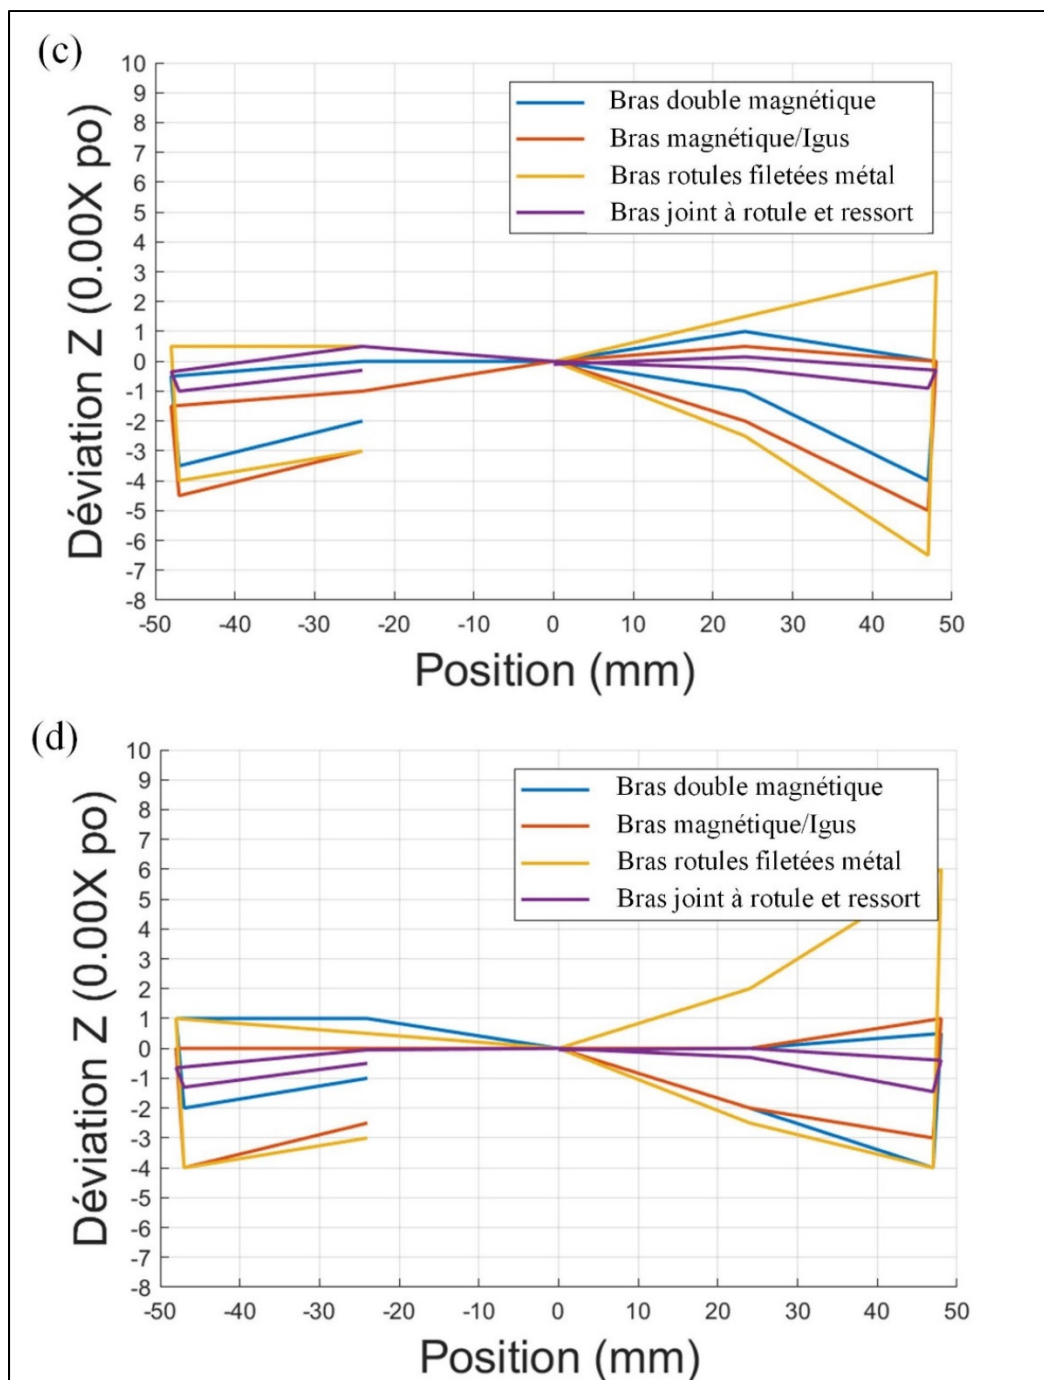 (c)
10
9
8
7
6
5
4
3
2
1
0
-1
-2
-3
-4
-5
-6
-7
-8
Déviation Z (0.00X po)
Bras double magnétique
Bras magnétique/Igus
Bras rotules filetées métal
Bras joint à rotule et ressort
-50 -40 -30 -20 -10 0 10 20 30 40 50
Position (mm)
(d)
10
9
8
7
6
5
4
3
2
1
0
-1
-2
-3
-4
-5
-6
-7
-8
Déviation Z (0.00X po)
Bras double magnétique
Bras magnétique/Igus
Bras rotules filetées métal
Bras joint à rotule et ressort
-50 -40 -30 -20 -10 0 10 20 30 40 50
Position (mm)